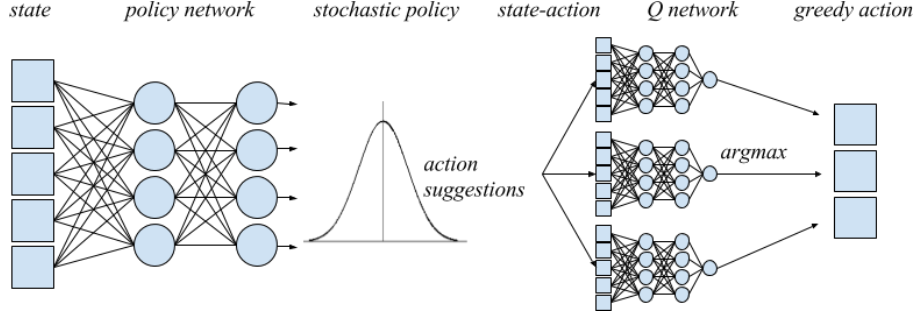 state
policy network
stochastic policy
state-action
Q network
greedy action
action
suggestions
argmax